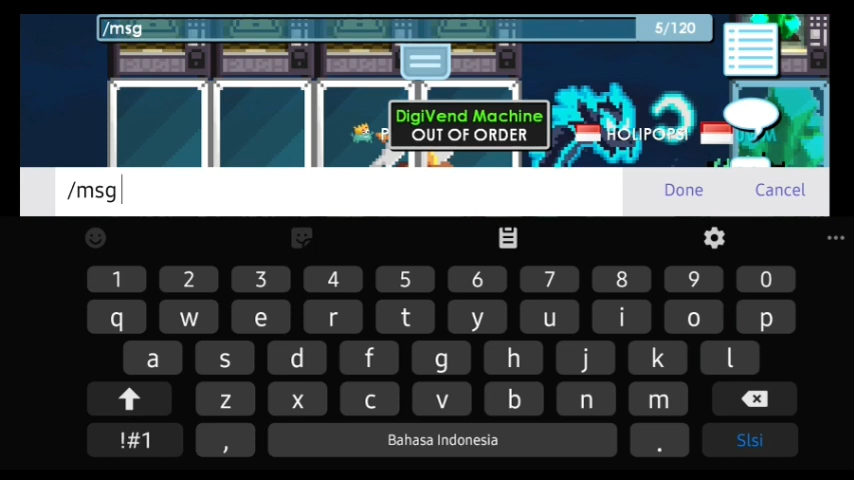 /msg
5/120
DigiVend Machine
OUT OF ORDER
HOLIPOPSI
/msg
Done
Cancel
1 2 3 4 5 6 7 8 9 0
q w e r t y u i o p
a s d f g h j k l
z x c v b n m
!#1 , Bahasa Indonesia . Slsi